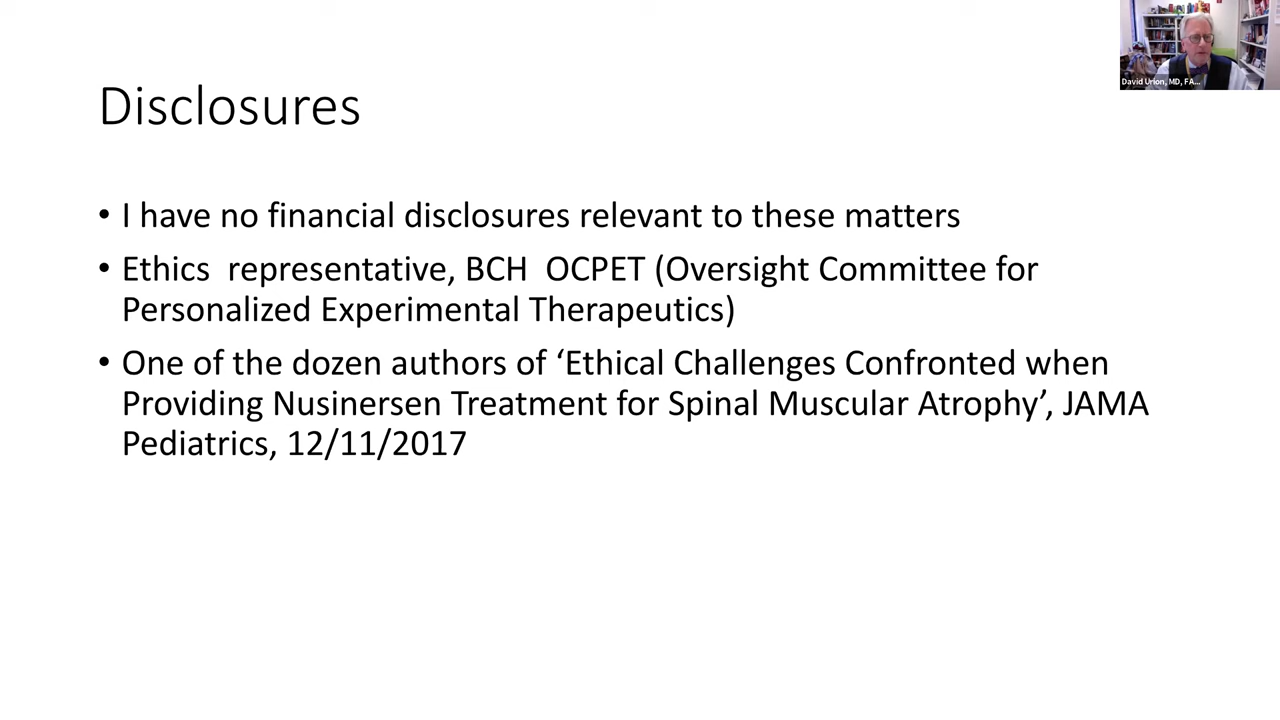 David Urion, MD, FA...
Disclosures
• I have no financial disclosures relevant to these matters
• Ethics  representative, BCH  OCPET (Oversight Committee for
Personalized Experimental Therapeutics)
• One of the dozen authors of ‘Ethical Challenges Confronted when
Providing Nusinersen Treatment for Spinal Muscular Atrophy’, JAMA
Pediatrics, 12/11/2017